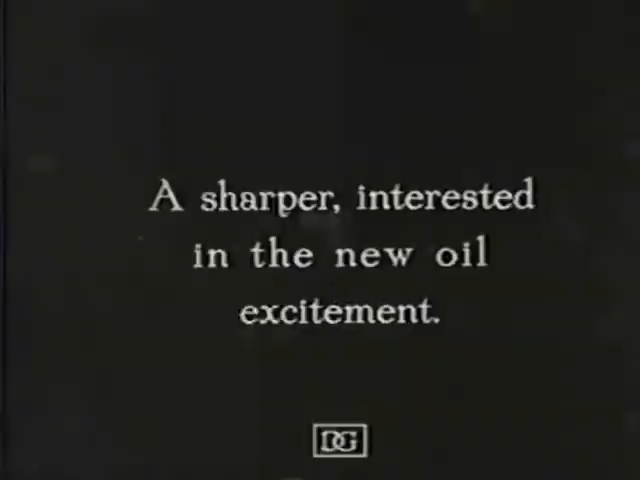 A sharper, interested
in the new oil
excitement.
DG